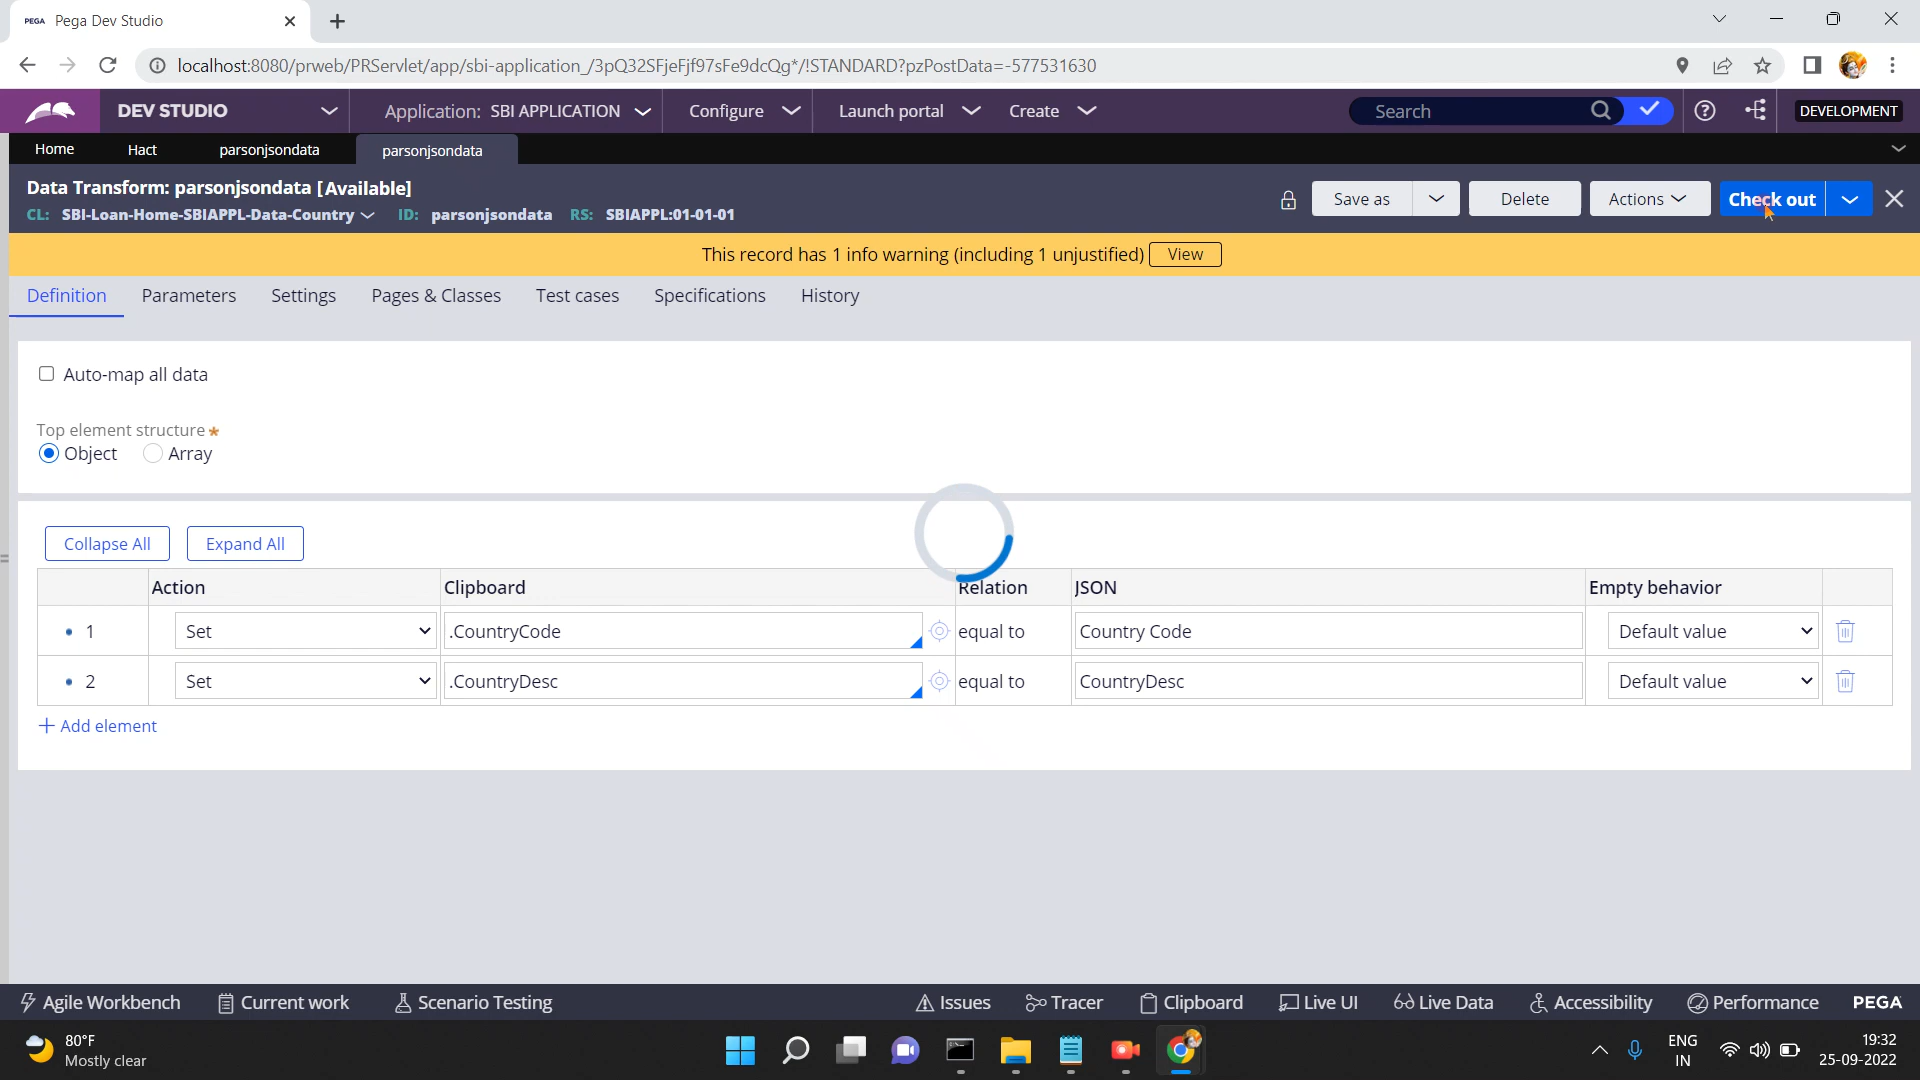 PEGA Pega Dev Studio
localhost:8080/prweb/PRServlet/app/sbi-application_/3pQ32SFjeFjf97sFe9dcQg*/!STANDARD?pzPostData=-577531630
DEV STUDIO Application: SBI APPLICATION Configure Launch portal Create Search DEVELOPMENT
Home Hact parsonjsondata parsonjsondata
Data Transform: parsonjsondata [Available]
CL: SBI-Loan-Home-SBIAPPL-Data-Country ID: parsonjsondata RS: SBIAPPL:01-01-01
Save as Delete Actions Check out
This record has 1 info warning (including 1 unjustified) View
Definition Parameters Settings Pages & Classes Test cases Specifications History
Auto-map all data
Top element structure *
Object Array
Collapse All Expand All
Action Clipboard Relation JSON Empty behavior
1 Set .CountryCode equal to Country Code Default value
2 Set .CountryDesc equal to CountryDesc Default value
+ Add element
Agile Workbench Current work Scenario Testing Issues Tracer Clipboard Live UI Live Data Accessibility Performance PEGA
80°F
Mostly clear
ENG
IN
19:32
25-09-2022